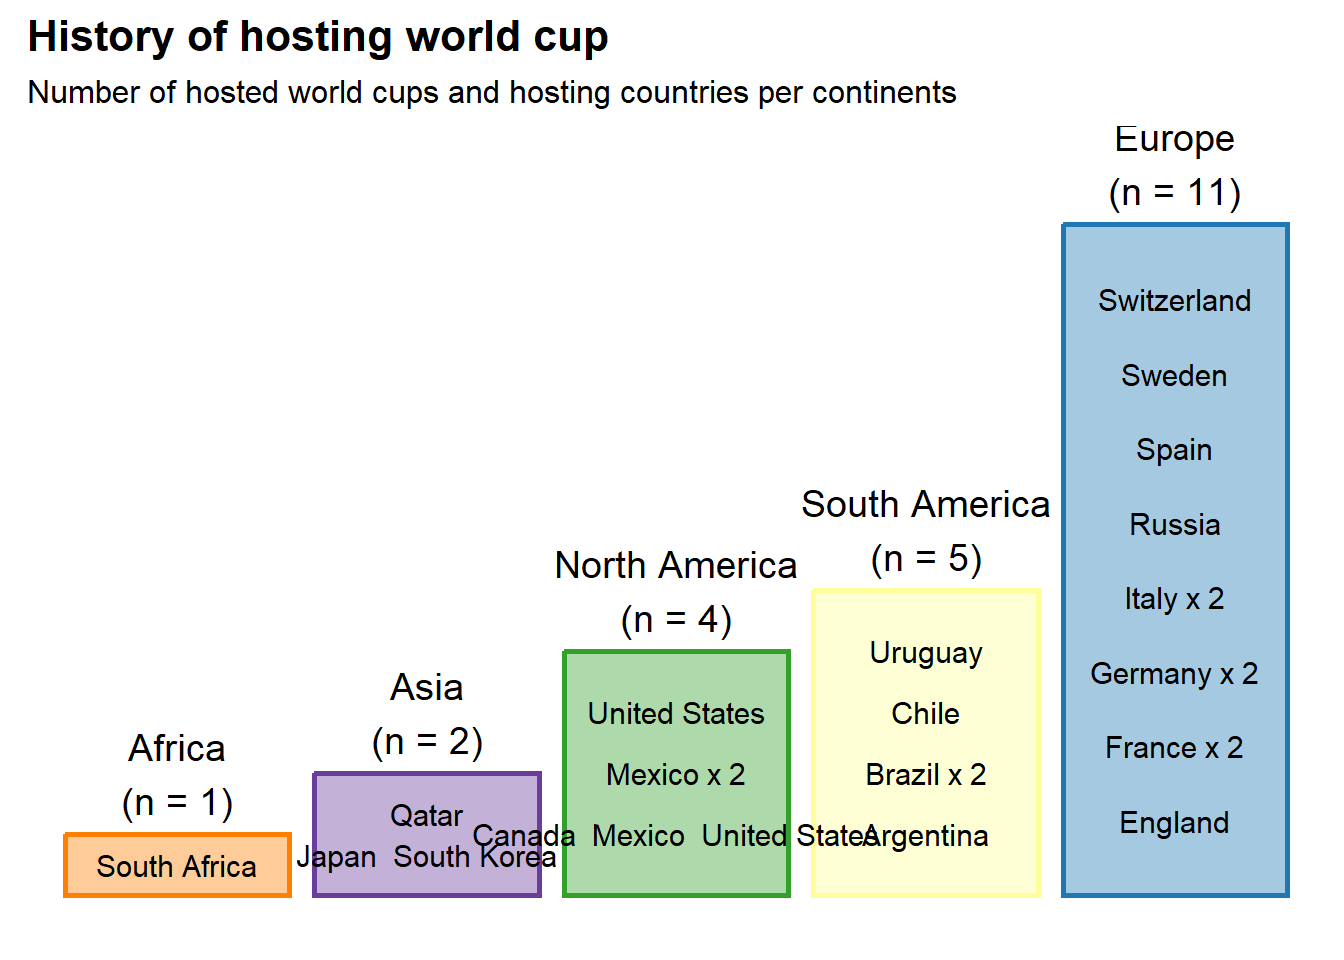 History of hosting world cup
Number of hosted world cups and hosting countries per continents
Europe
(n = 11)
Switzerland
Sweden
Spain
Russia
Italy x 2
Germany x 2
France x 2
England
South America
(n = 5)
Uruguay
Chile
Brazil x 2
Argentina
North America
(n = 4)
United States
Mexico x 2
Canada  Mexico  United States
Asia
(n = 2)
Qatar
Japan  South Korea
Africa
(n = 1)
South Africa